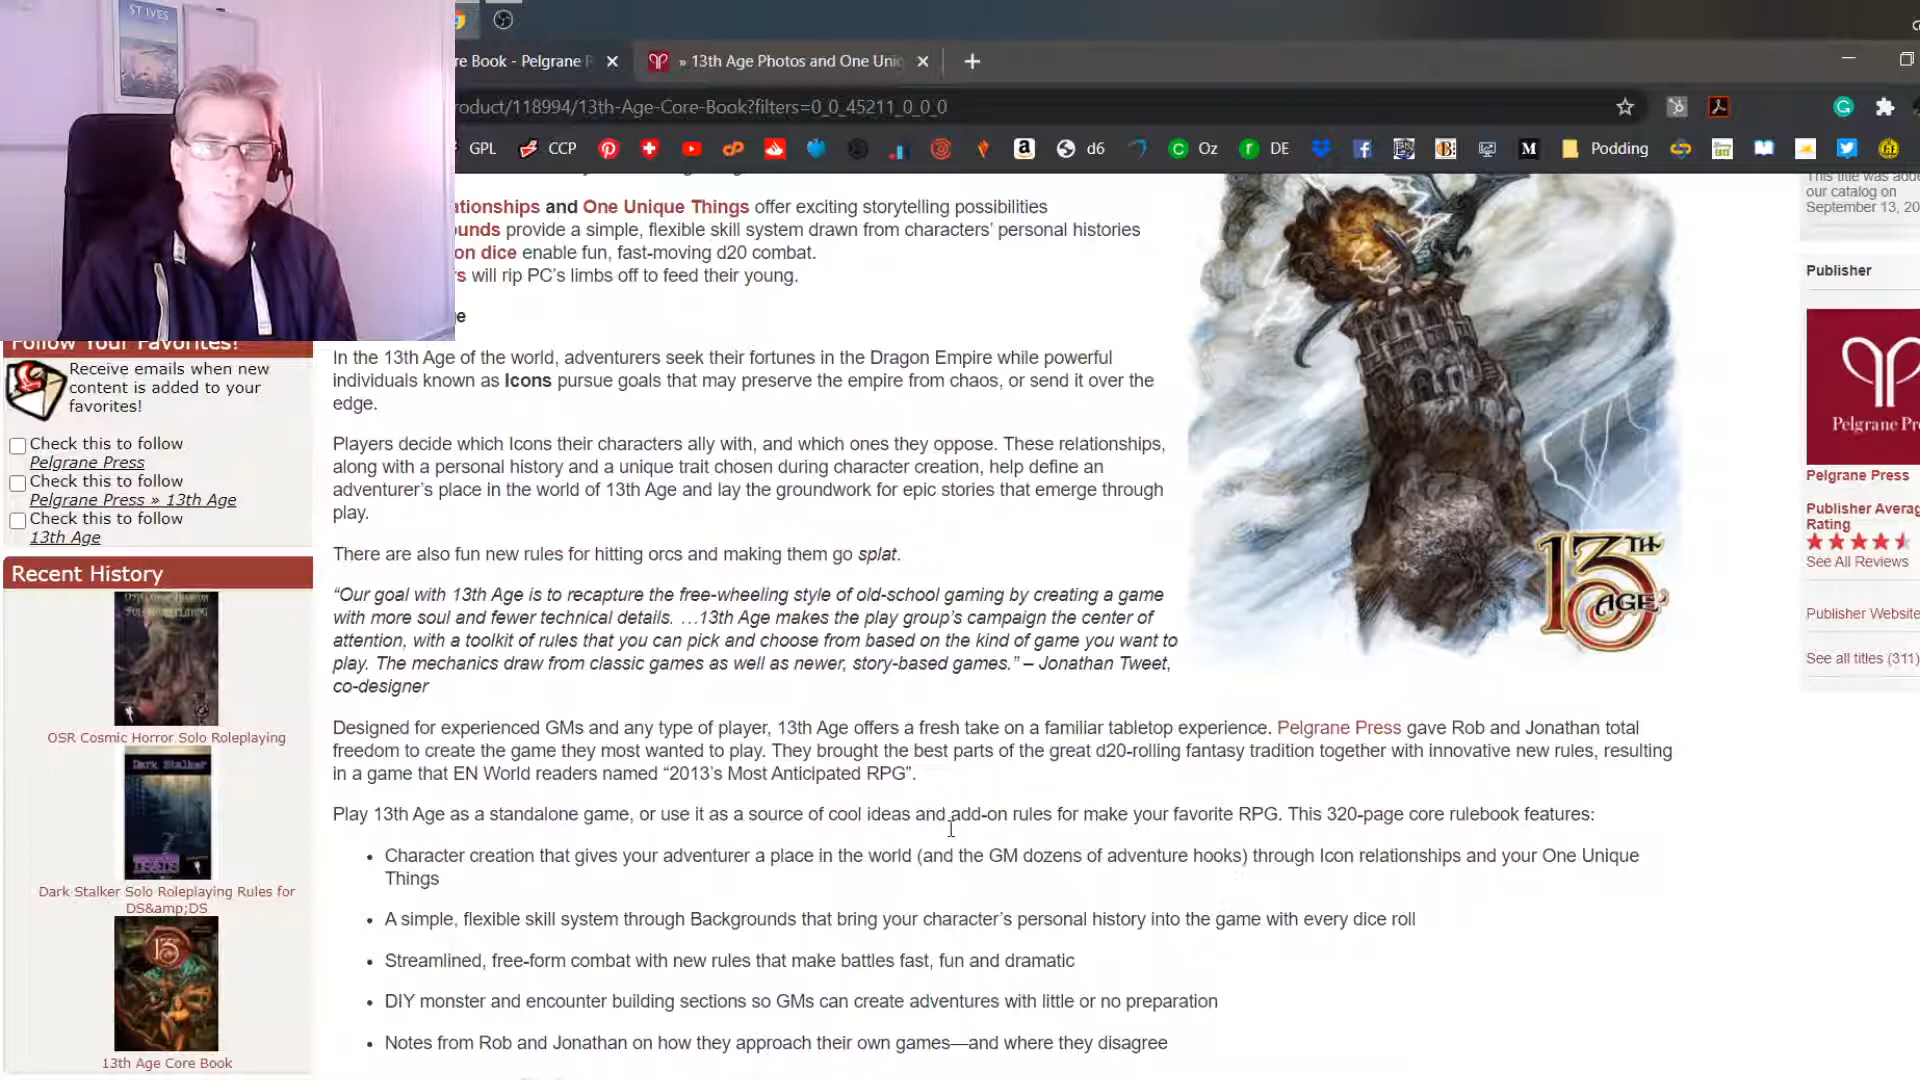 ST IVES
re Book - Pelgrane
» 13th Age Photos and One Uni
roduct/118994/13th-Age-Core-Book?filters=0_0_45211_0_0_0
GPL CCP d6 Oz DE Podding
ationships and One Unique Things offer exciting storytelling possibilities
ounds provide a simple, flexible skill system drawn from characters’ personal histories
on dice enable fun, fast-moving d20 combat.
rs will rip PC’s limbs off to feed their young.
e
In the 13th Age of the world, adventurers seek their fortunes in the Dragon Empire while powerful
individuals known as Icons pursue goals that may preserve the empire from chaos, or send it over the
edge.
Players decide which Icons their characters ally with, and which ones they oppose. These relationships,
along with a personal history and a unique trait chosen during character creation, help define an
adventurer’s place in the world of 13th Age and lay the groundwork for epic stories that emerge through
play.
There are also fun new rules for hitting orcs and making them go splat.
“Our goal with 13th Age is to recapture the free-wheeling style of old-school gaming by creating a game
with more soul and fewer technical details. …13th Age makes the play group’s campaign the center of
attention, with a toolkit of rules that you can pick and choose from based on the kind of game you want to
play. The mechanics draw from classic games as well as newer, story-based games.” – Jonathan Tweet,
co-designer
Designed for experienced GMs and any type of player, 13th Age offers a fresh take on a familiar tabletop experience. Pelgrane Press gave Rob and Jonathan total
freedom to create the game they most wanted to play. They brought the best parts of the great d20-rolling fantasy tradition together with innovative new rules, resulting
in a game that EN World readers named “2013’s Most Anticipated RPG”.
Play 13th Age as a standalone game, or use it as a source of cool ideas and add-on rules for make your favorite RPG. This 320-page core rulebook features:
• Character creation that gives your adventurer a place in the world (and the GM dozens of adventure hooks) through Icon relationships and your One Unique
Things
• A simple, flexible skill system through Backgrounds that bring your character’s personal history into the game with every dice roll
• Streamlined, free-form combat with new rules that make battles fast, fun and dramatic
• DIY monster and encounter building sections so GMs can create adventures with little or no preparation
• Notes from Rob and Jonathan on how they approach their own games—and where they disagree
Follow Your Favorites!
Receive emails when new
content is added to your
favorites!
Check this to follow
Pelgrane Press
Check this to follow
Pelgrane Press » 13th Age
Check this to follow
13th Age
Recent History
OSR Cosmic Horror Solo Roleplaying
Dark Stalker
Dark Stalker Solo Roleplaying Rules for
DS&amp;DS
13
13th Age Core Book
13TH
AGE
This title was adde
our catalog on
September 13, 20
Publisher
Pelgrane Pre
Pelgrane Press
Publisher Averag
Rating
See All Reviews
Publisher Website
See all titles (311)